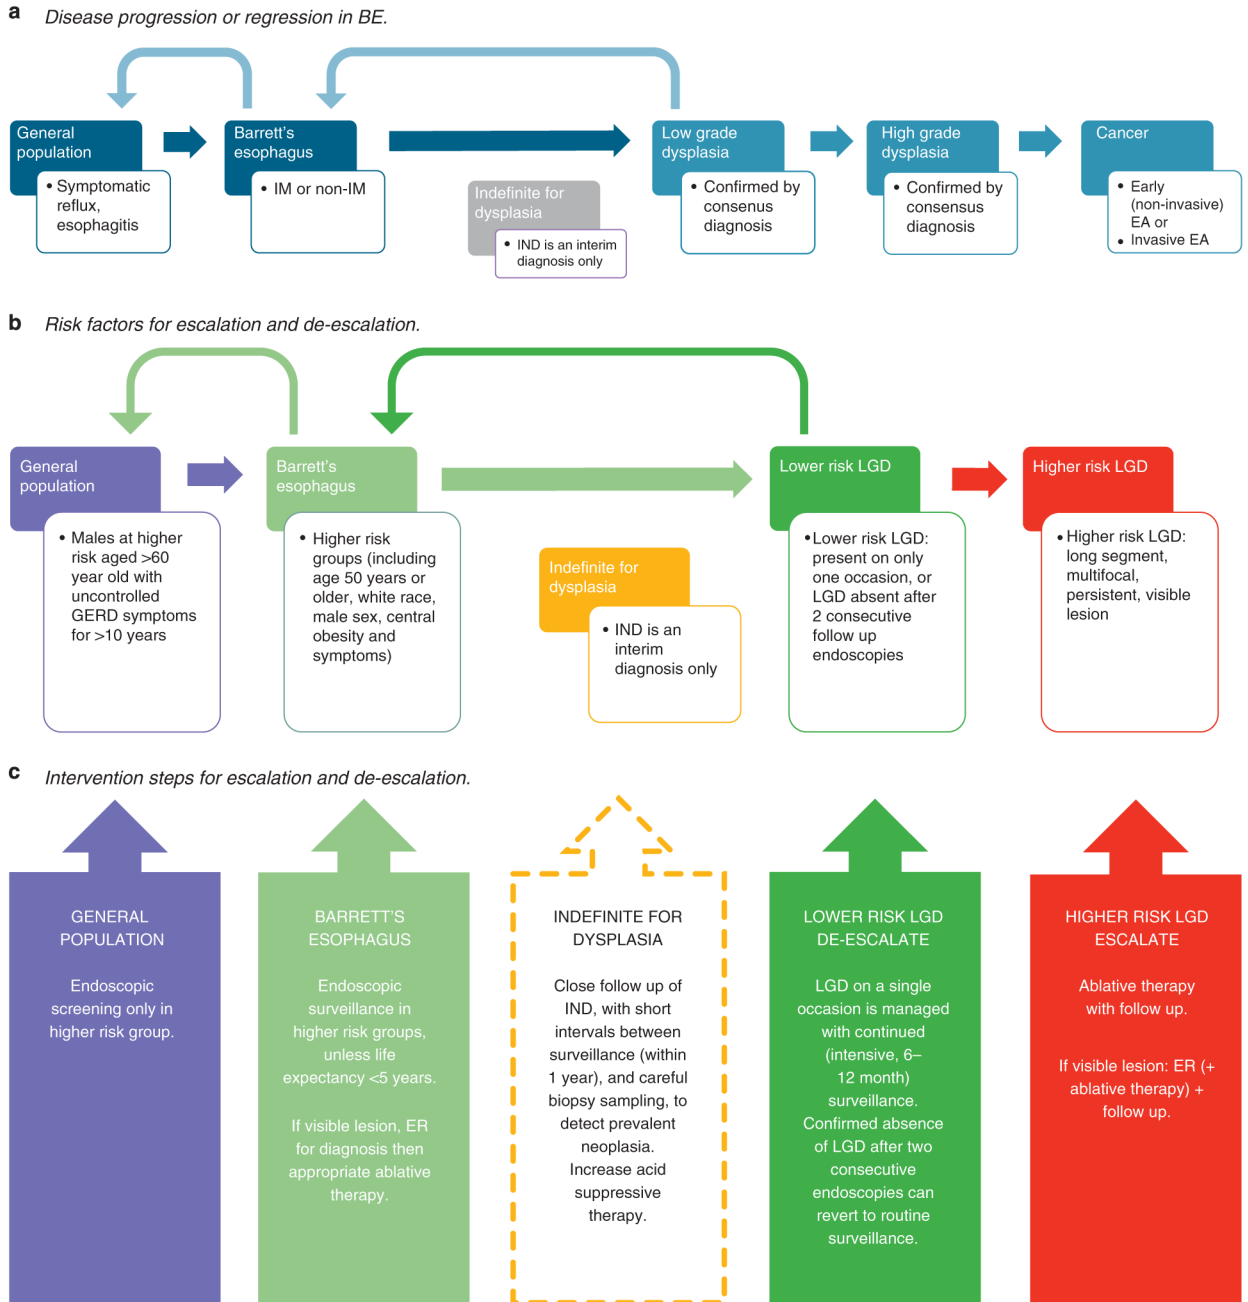 a Disease progression or regression in BE.
General
population
• Symptomatic
reflux,
esophagitis
Barrett's
esophagus
• IM or non-IM
Indefinite for
dysplasia
• IND is an interim
diagnosis only
Low grade
dysplasia
• Confirmed by
consenus
diagnosis
High grade
dysplasia
• Confirmed by
consensus
diagnosis
Cancer
• Early
(non-invasive)
EA or
• Invasive EA
b Risk factors for escalation and de-escalation.
General
population
• Males at higher
risk aged >60
year old with
uncontrolled
GERD symptoms
for >10 years
Barrett's
esophagus
• Higher risk
groups (including
age 50 years or
older, white race,
male sex, central
obesity and
symptoms)
Indefinite for
dysplasia
• IND is an
interim
diagnosis only
Lower risk LGD
• Lower risk LGD:
present on only
one occasion, or
LGD absent after
2 consecutive
follow up
endoscopies
Higher risk LGD
• Higher risk LGD:
long segment,
multifocal,
persistent, visible
lesion
c Intervention steps for escalation and de-escalation.
GENERAL
POPULATION
Endoscopic
screening only in
higher risk group.
BARRETT'S
ESOPHAGUS
Endoscopic
surveillance in
higher risk groups,
unless life
expectancy <5 years.
If visible lesion, ER
for diagnosis then
appropriate ablative
therapy.
INDEFINITE FOR
DYSPLASIA
Close follow up of
IND, with short
intervals between
surveillance (within
1 year), and careful
biopsy sampling, to
detect prevalent
neoplasia.
Increase acid
suppressive
therapy.
LOWER RISK LGD
DE-ESCALATE
LGD on a single
occasion is managed
with continued
(intensive, 6–
12 month)
surveillance.
Confirmed absence
of LGD after two
consecutive
endoscopies can
revert to routine
surveillance.
HIGHER RISK LGD
ESCALATE
Ablative therapy
with follow up.
If visible lesion: ER (+
ablative therapy) +
follow up.